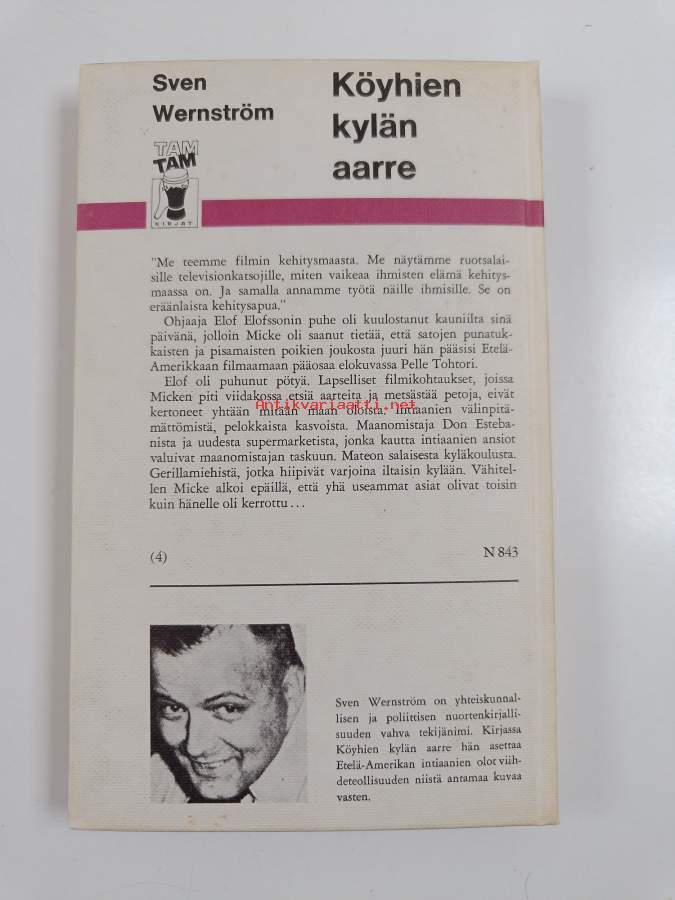 Sven
Wernström
Köyhien
kylän
aarre
TAM
TAM
KIRJAT
"Me teemme filmin kehitysmaasta. Me näytämme ruotsalai-
sille televisionkatsojille, miten vaikeaa ihmisten elämä kehitys-
maassa on. Ja samalla annamme työtä näille ihmisille. Se on
eräänlaista kehitysapua."
Ohjaaja Elof Elofssonin puhe oli kuulostanut kauniilta sinä
päivänä, jolloin Micke oli saanut tietää, että satojen punatuk-
kaisten ja pisamaisten poikien joukosta juuri hän pääsisi Etelä-
Amerikkaan filmaamaan pääosaa elokuvassa Pelle Tohtori.
Elof oli puhunut pötyä. Lapselliset filmikohtaukset, joissa
Micken piti viidakossa etsiä aarteita ja metsästää petoja, eivät
kertoneet yhtään mitään maan oloista. Intiaanien välinpitä-
mättömistä, pelokkaista kasvoista. Maanomistaja Don Esteba-
nista ja uudesta supermarketista, jonka kautta intiaanien ansiot
valuivat maanomistajan taskuun. Mateon salaisesta kyläkoulusta.
Gerillamiehistä, jotka hiipivät varjoina iltaisin kylään. Vähitel-
len Micke alkoi epäillä, että yhä useammat asiat olivat toisin
kuin hänelle oli kerrottu...
Antikvariaatti.net
(4)
N 843
Sven Wernström on yhteiskunnal-
lisen ja poliittisen nuortenkirjalli-
suuden vahva tekijänimi. Kirjassa
Köyhien kylän aarre hän asettaa
Etelä-Amerikan intiaanien olot viih-
deteollisuuden niistä antamaa kuvaa
vasten.